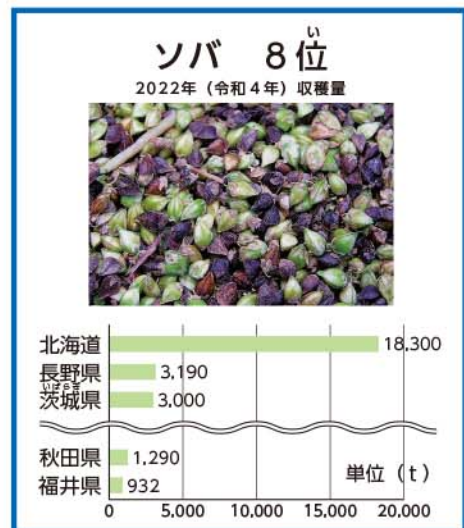 ソバ 8位
い
2022年（令和4年）収穫量
北海道 18,300
長野県 3,190
いばらき
茨城県 3,000
秋田県 1,290
福井県 932
単位（t）
0 5,000 10,000 15,000 20,000